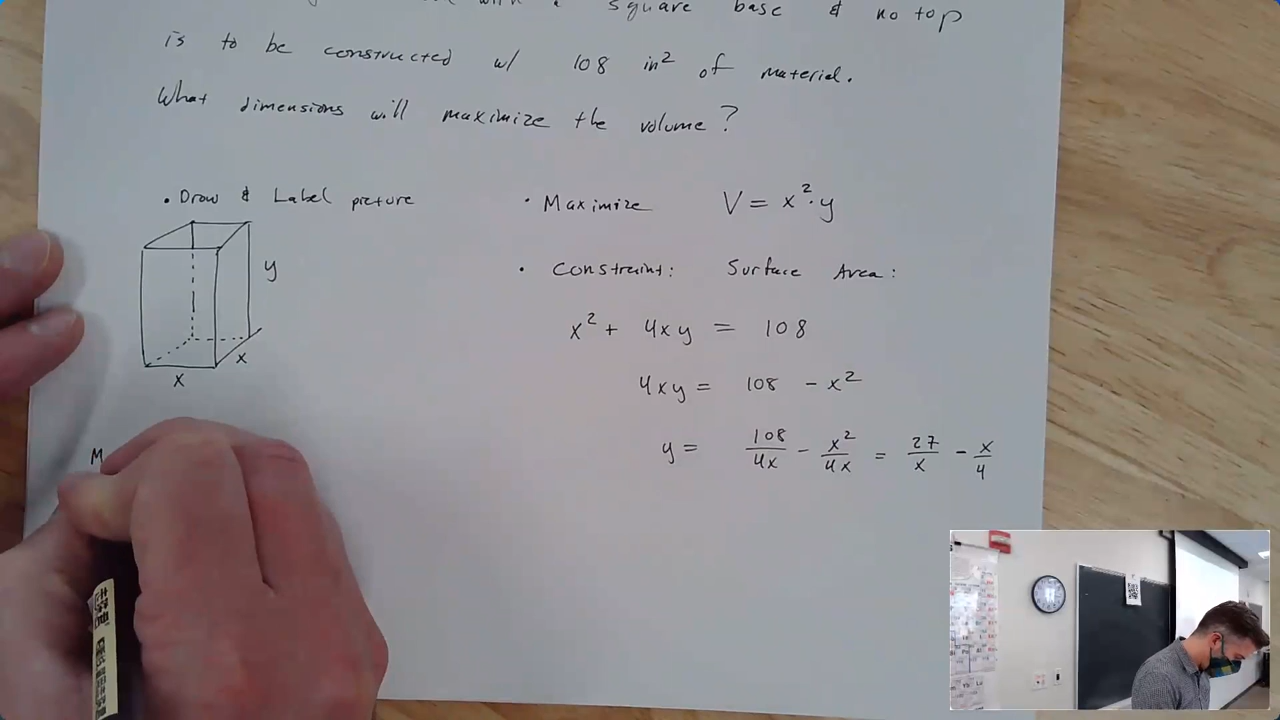 with a square base & no top
is to be constructed w/ 108 in² of material.
What dimensions will maximize the volume?
• Draw & Label picture
y
x
x
• Maximize V = x²·y
• Constraint: Surface Area:
x² + 4xy = 108
4xy = 108 - x²
y = 108/4x - x²/4x = 27/x - x/4
M